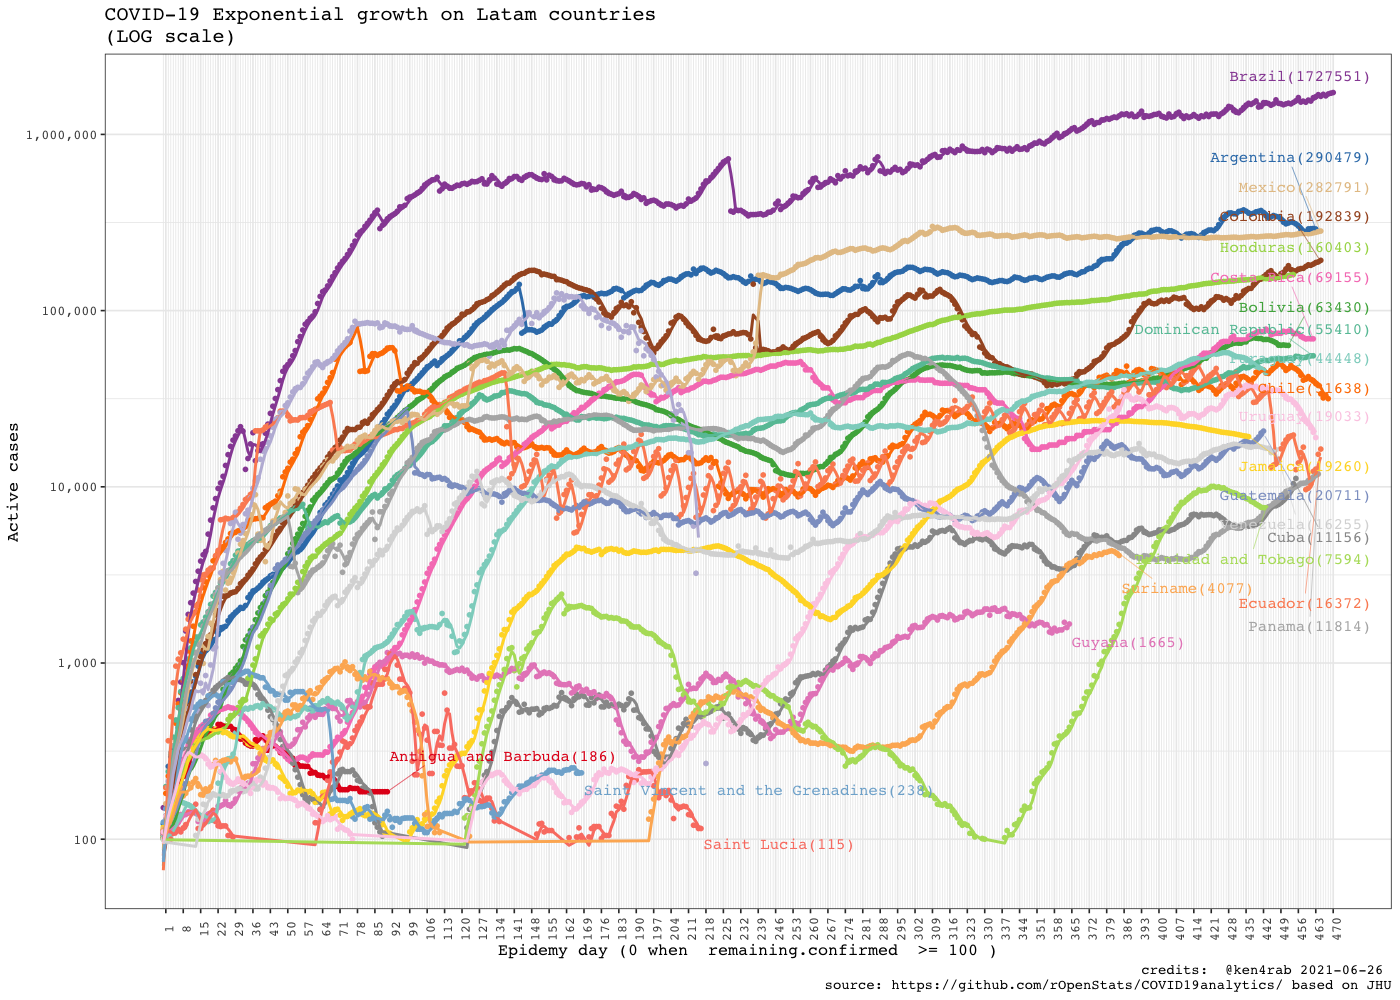 COVID-19 Exponential growth on Latam countries
(LOG scale)
Brazil(1727551)
1,000,000
Argentina(290479)
Mexico(282791)
Colombia(192839)
Honduras(160403)
Costa Rica(69155)
100,000
Bolivia(63430)
Dominican Republic(55410)
Paraguay(44448)
Chile(31638)
Uruguay(19033)
Active cases
Jamaica(19260)
10,000
Guatemala(20711)
Venezuela(16255)
Cuba(11156)
Trinidad and Tobago(7594)
Suriname(4077)
Ecuador(16372)
Panama(11814)
Guyana(1665)
1,000
Antigua and Barbuda(186)
Saint Vincent and the Grenadines(238)
100
Saint Lucia(115)
1 8 15 22 29 36 43 50 57 64 71 78 85 92 99 106 113 120 127 134 141 148 155 162 169 176 183 190 197 204 211 218 225 232 239 246 253 260 267 274 281 288 295 302 309 316 323 330 337 344 351 358 365 372 379 386 393 400 407 414 421 428 435 442 449 456 463 470
Epidemy day (0 when  remaining.confirmed  >= 100 )
credits:  @ken4rab 2021-06-26
source: https://github.com/rOpenStats/COVID19analytics/ based on JHU